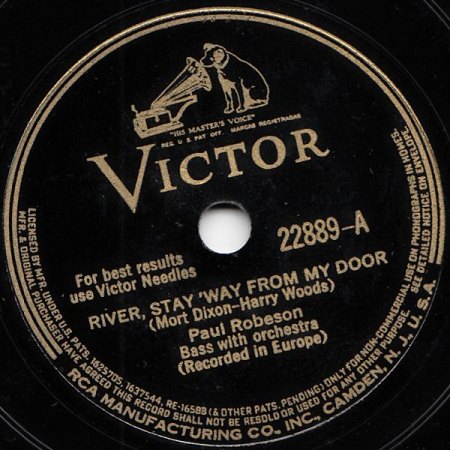 "HIS MASTER'S VOICE"
REG. U.S. PAT. OFF. MARCAS REGISTRADAS
VICTOR
22889-A
For best results
use Victor Needles
RIVER, STAY 'WAY FROM MY DOOR
(Mort Dixon-Harry Woods)
Paul Robeson
Bass with orchestra
(Recorded in Europe)
LICENSED BY MFR. UNDER U.S. PATS. 1625705, 1637544, RE-16588 (& OTHER PATS. PENDING) ONLY FOR NON-COMMERCIAL USE ON PHONOGRAPHS IN HOMES.
MFR. & ORIGINAL PURCHASER HAVE AGREED THIS RECORD SHALL NOT BE RESOLD OR USED FOR ANY OTHER PURPOSE. SEE DETAILED NOTICE ON ENVELOPE.
RCA MANUFACTURING CO., INC., CAMDEN, N.J., U.S.A.